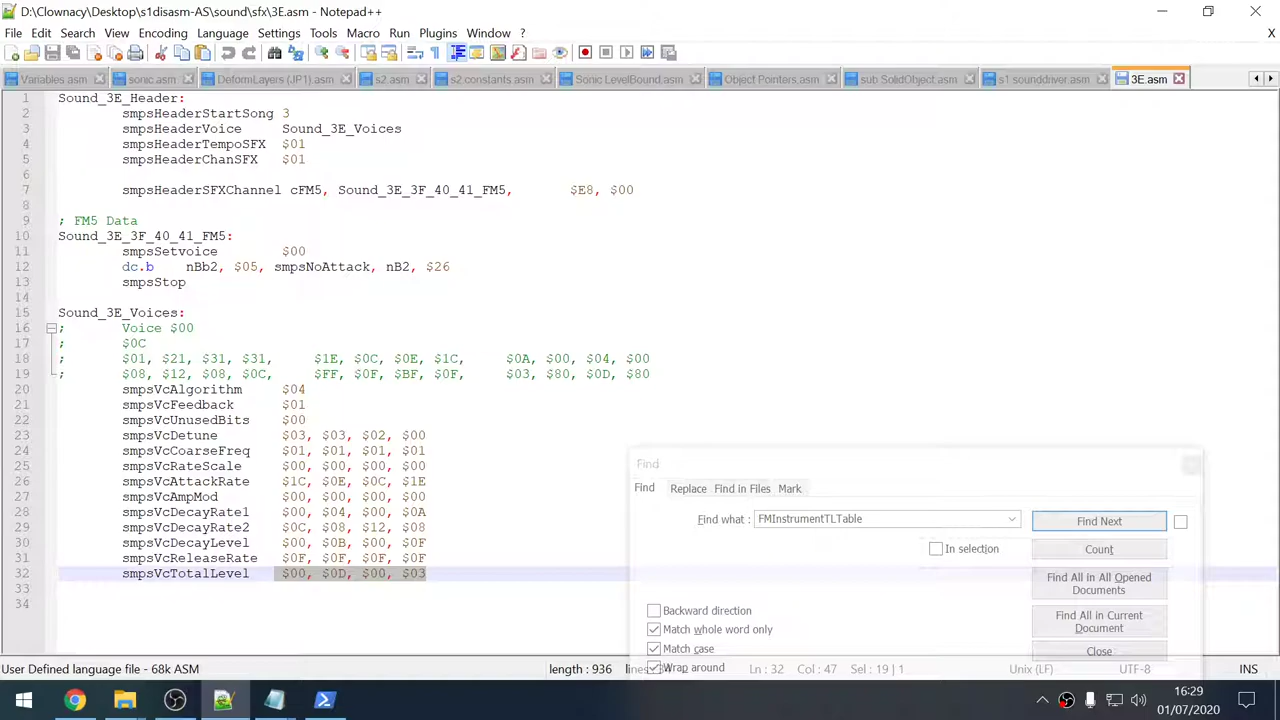 D:\Clownacy\Desktop\s1disasm-AS\sound\sfx\3E.asm - Notepad++
File Edit Search View Encoding Language Settings Tools Macro Run Plugins Window ? X
Variables.asm sonic.asm DeformLayers (JP1).asm s2.asm s2.constants.asm Sonic LevelBound.asm Object Pointers.asm sub SolidObject.asm s1.sounddriver.asm 3E.asm
1 Sound_3E_Header:
2 smpsHeaderStartSong 3
3 smpsHeaderVoice Sound_3E_Voices
4 smpsHeaderTempoSFX $01
5 smpsHeaderChanSFX $01
6
7 smpsHeaderSFXChannel cFM5, Sound_3E_3F_40_41_FM5, $E8, $00
8
9 ; FM5 Data
10 Sound_3E_3F_40_41_FM5:
11 smpsSetvoice $00
12 dc.b nBb2, $05, smpsNoAttack, nB2, $26
13 smpsStop
14
15 Sound_3E_Voices:
16 ; Voice $00
17 ; $0C
18 ; $01, $21, $31, $31, $1E, $0C, $0E, $1C, $0A, $00, $04, $00
19 ; $08, $12, $08, $0C, $FF, $0F, $BF, $0F, $03, $80, $0D, $80
20 smpsVcAlgorithm $04
21 smpsVcFeedback $01
22 smpsVcUnusedBits $00
23 smpsVcDetune $03, $03, $02, $00
24 smpsVcCoarseFreq $01, $01, $01, $01
25 smpsVcRateScale $00, $00, $00, $00
26 smpsVcAttackRate $1C, $0E, $0C, $1E
27 smpsVcAmpMod $00, $00, $00, $00
28 smpsVcDecayRate1 $00, $04, $00, $0A
29 smpsVcDecayRate2 $0C, $08, $12, $08
30 smpsVcDecayLevel $00, $0B, $00, $0F
31 smpsVcReleaseRate $0F, $0F, $0F, $0F
32 smpsVcTotalLevel $00, $0D, $00, $03
33
34
Find
Find Replace Find in Files Mark
Find what : FMInstrumentTLTable Find Next
In selection Count
Find All in All Opened
Documents
Backward direction
Find All in Current
Document
Match whole word only
Match case Close
Wrap around
User Defined language file - 68k ASM length : 936 lines Ln : 32 Col : 47 Sel : 19 | 1 Unix (LF) UTF-8 INS
16:29
01/07/2020